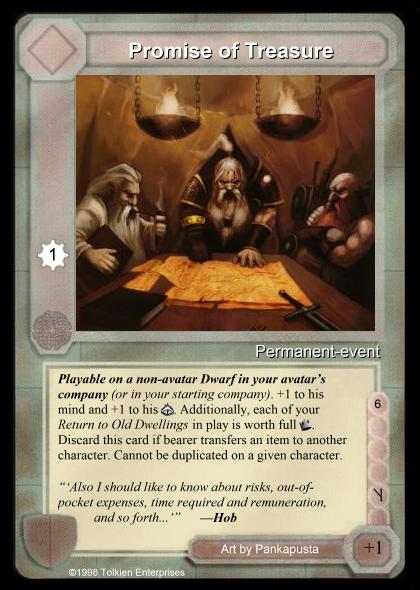 Promise of Treasure
1
Permanent-event
Playable on a non-avatar Dwarf in your avatar's
company (or in your starting company). +1 to his
mind and +1 to his . Additionally, each of your
Return to Old Dwellings in play is worth full .
Discard this card if bearer transfers an item to another
character. Cannot be duplicated on a given character.
6
“‘Also I should like to know about risks, out-of-
pocket expenses, time required and remuneration,
and so forth...’” —Hob
Art by Pankapusta
+1
©1998 Tolkien Enterprises